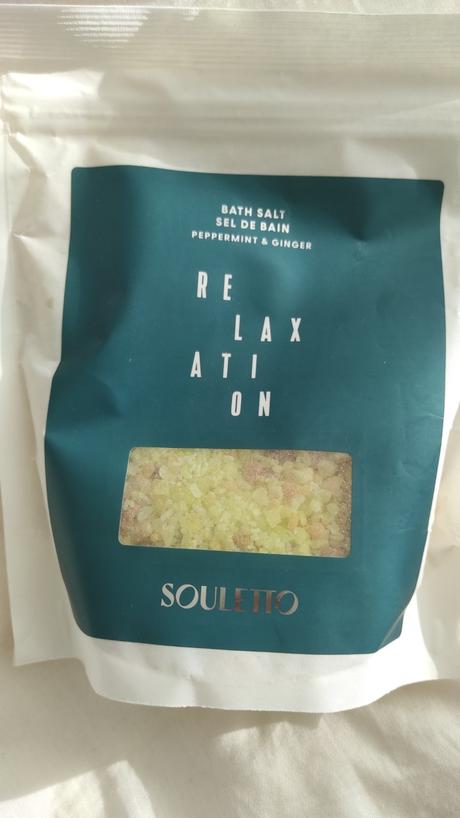 BATH SALT
SEL DE BAIN
PEPPERMINT & GINGER
RE
LAX
ATI
ON
SOULETTO